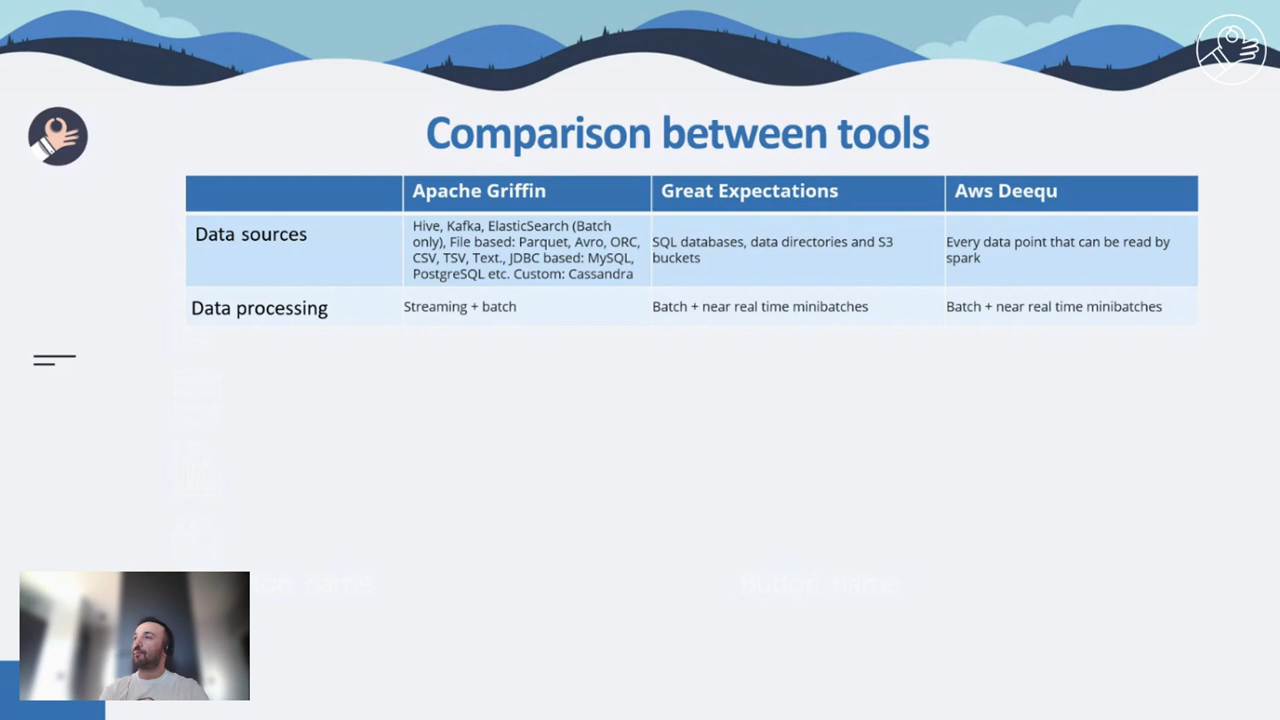 Comparison between tools
Apache Griffin
Great Expectations
Aws Deequ
Data sources
Hive, Kafka, ElasticSearch (Batch
only), File based: Parquet, Avro, ORC,
CSV, TSV, Text., JDBC based: MySQL,
PostgreSQL etc. Custom: Cassandra
SQL databases, data directories and S3
buckets
Every data point that can be read by
spark
Data processing
Streaming + batch
Batch + near real time minibatches
Batch + near real time minibatches
name
Button name